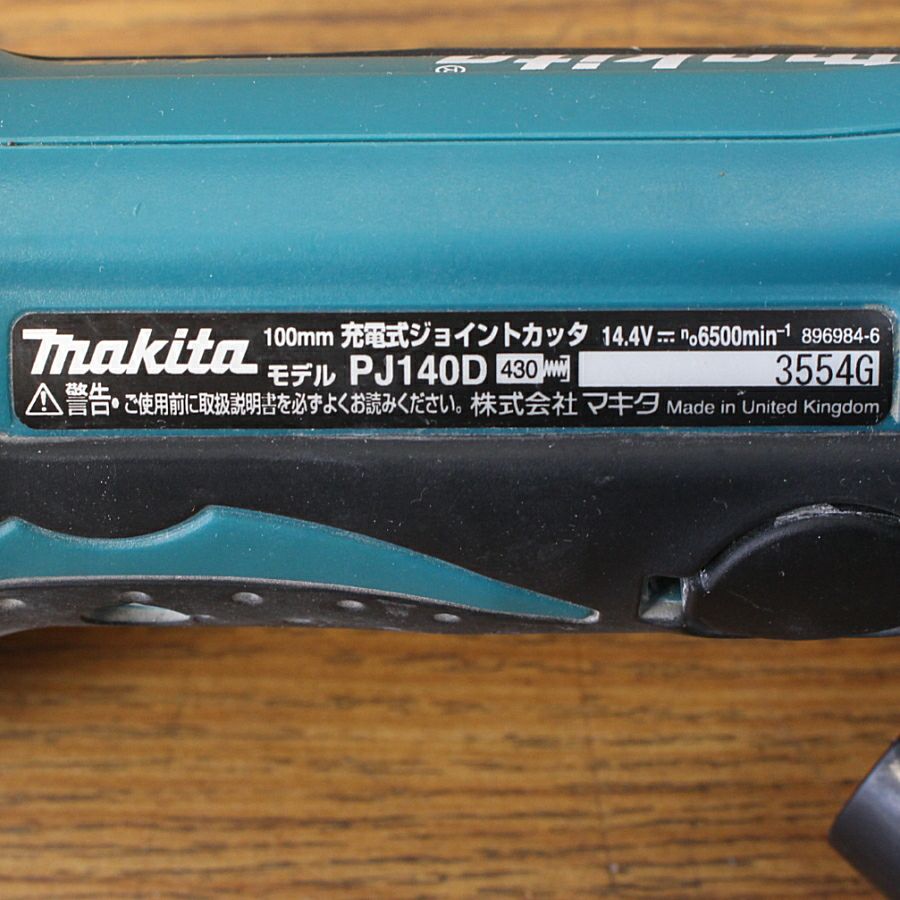 makita®
makita 100mm 充電式ジョイントカッタ 14.4V⎓ n₀6500min⁻¹ 896984-6
モデル PJ140D 430 3554G
警告・ご使用前に取扱説明書を必ずよくお読みください。株式会社 マキタ Made in United Kingdom